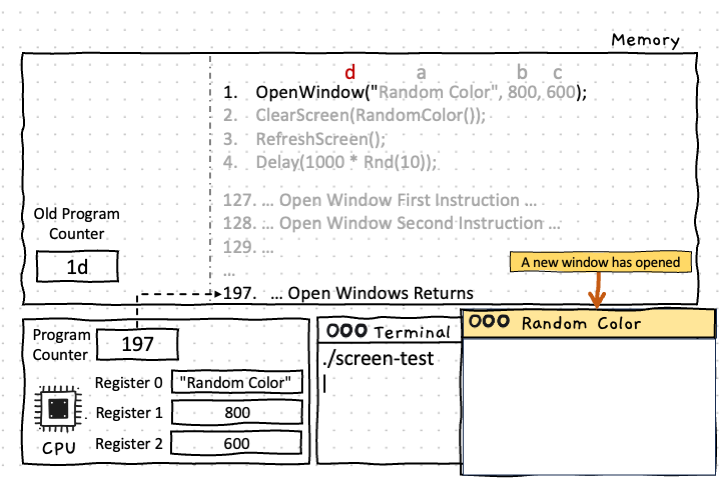 Memory
d a b c
1. OpenWindow("Random Color", 800, 600);
2. ClearScreen(RandomColor());
3. RefreshScreen();
4. Delay(1000 * Rnd(10));
127. ... Open Window First Instruction ...
128. ... Open Window Second Instruction ...
129. ...
...
197. ... Open Windows Returns
Old Program
Counter
1d
A new window has opened
Program
Counter
197
Register 0 "Random Color"
Register 1 800
Register 2 600
CPU
Terminal
./screen-test
|
Random Color